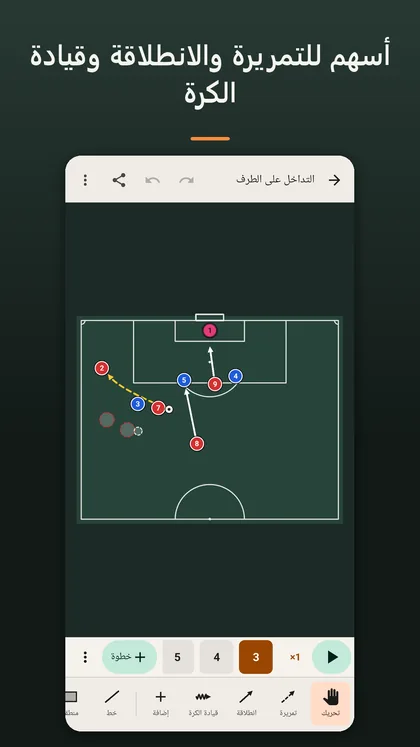 أسهم للتمريرة والانطلاقة وقيادة
الكرة
التداخل على الطرف
1
2
5
9
4
3
7
8
×1
3
4
5
خطوة
تحريك
تمريرة
انطلاقة
قيادة الكرة
إضافة
خط
منطق